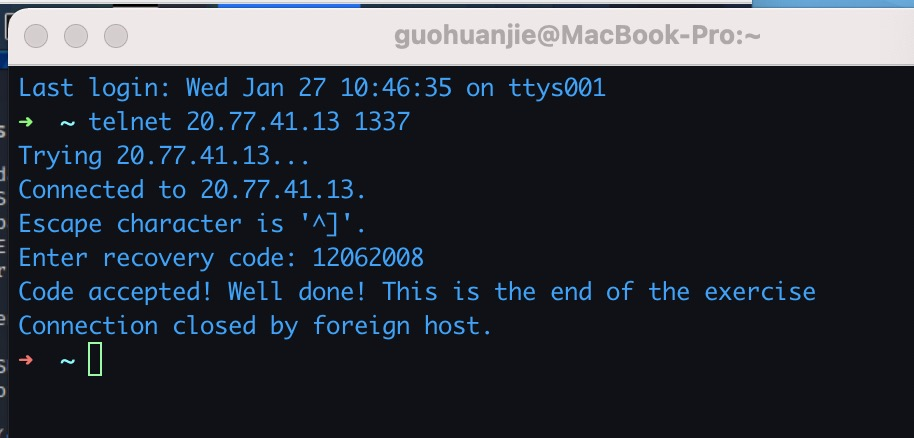 guohuanjie@MacBook-Pro:~
Last login: Wed Jan 27 10:46:35 on ttys001
➜  ~ telnet 20.77.41.13 1337
Trying 20.77.41.13...
Connected to 20.77.41.13.
Escape character is '^]'.
Enter recovery code: 12062008
Code accepted! Well done! This is the end of the exercise
Connection closed by foreign host.
➜  ~